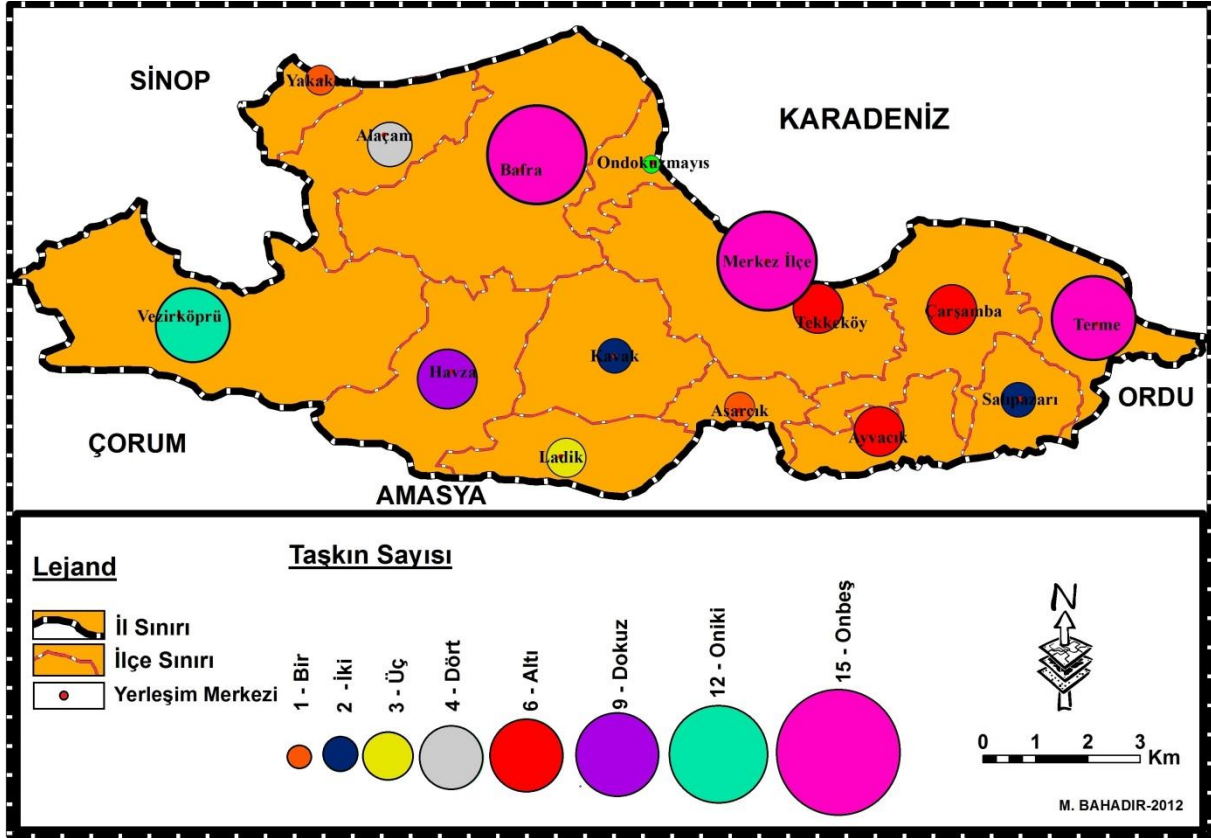 SİNOP
Yakakent
KARADENİZ
Alaçam
Bafra
Ondokuzmayıs
Merkez İlçe
Vezirköprü
Tekkeköy
Çarşamba
Terme
Havza
Kavak
Asarcık
Salıpazarı
ORDU
Ayvacık
ÇORUM
Ladik
AMASYA
Lejand
İl Sınırı
İlçe Sınırı
Yerleşim Merkezi
Taşkın Sayısı
1 - Bir
2 -İki
3 - Üç
4 - Dört
6 - Altı
9 - Dokuz
12 - Oniki
15 - Onbeş
N
0 1 2 3
Km
M. BAHADIR-2012